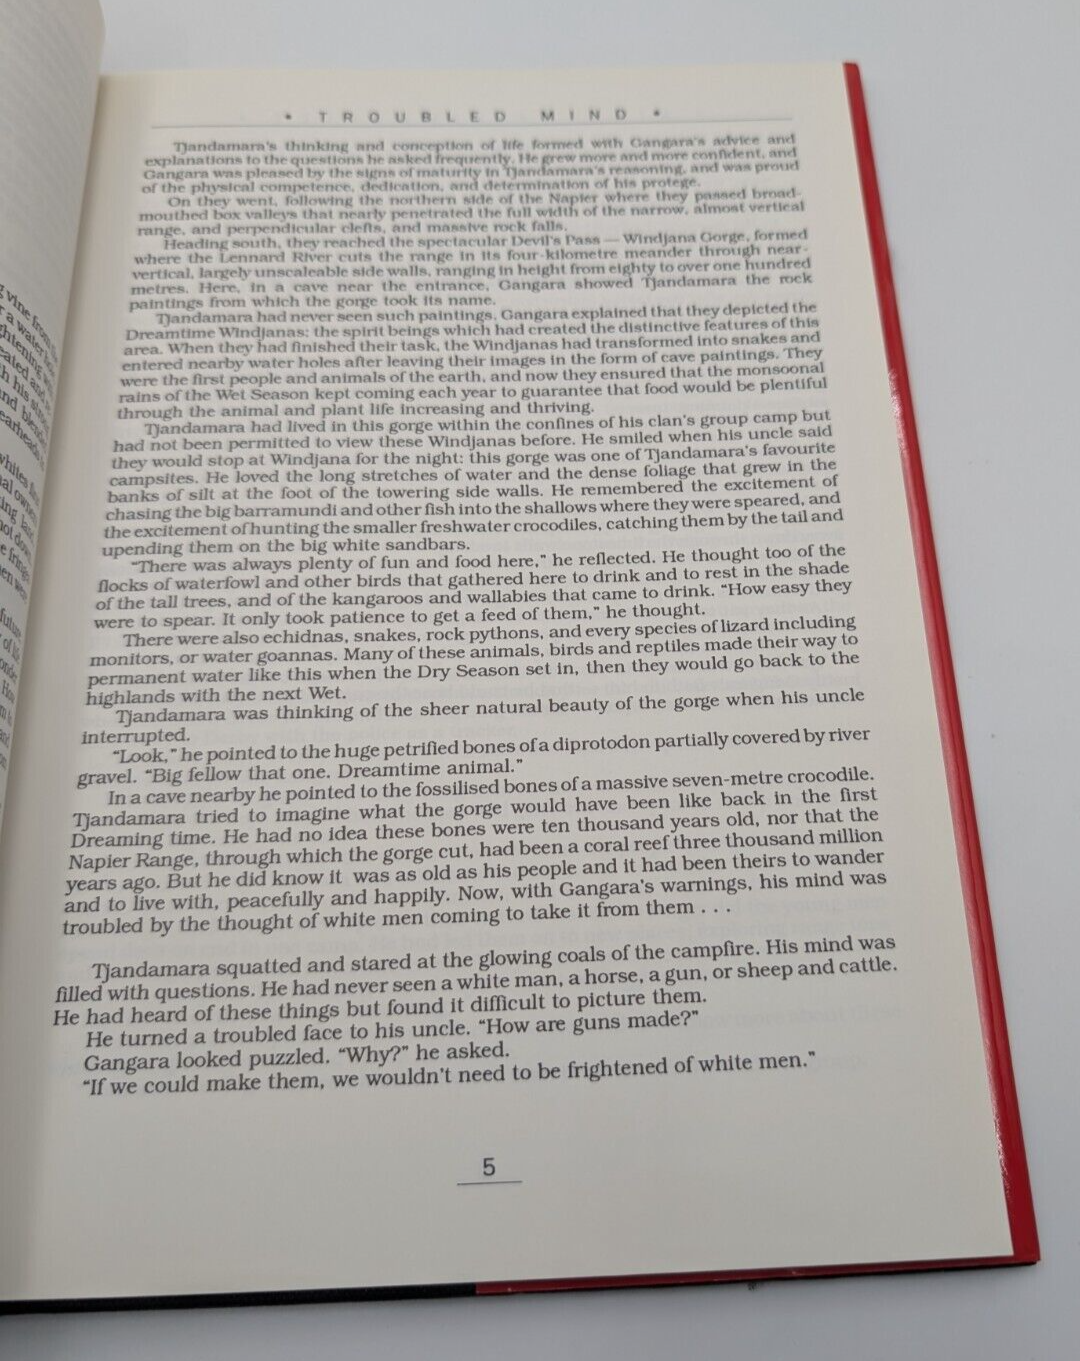 * TROUBLED MIND *
Tjandamara's thinking and conception of life formed with Gangara's advice and
explanations to the questions he asked frequently. He grew more and more confident, and
Gangara was pleased by the signs of maturity in Tjandamara's reasoning, and was proud
of the physical competence, dedication, and determination of his protege.
On they went, following the northern side of the Napier where they passed broad-
mouthed box valleys that nearly penetrated the full width of the narrow, almost vertical
range, and perpendicular clefts, and massive rock falls.
Heading south, they reached the spectacular Devil's Pass — Windjana Gorge, formed
where the Lennard River cuts the range in its four-kilometre meander through near-
vertical, largely unscaleable side walls, ranging in height from eighty to over one hundred
metres. Here, in a cave near the entrance, Gangara showed Tjandamara the rock
paintings from which the gorge took its name.
Tjandamara had never seen such paintings. Gangara explained that they depicted the
Dreamtime Windjanas: the spirit beings which had created the distinctive features of this
area. When they had finished their task, the Windjanas had transformed into snakes and
entered nearby water holes after leaving their images in the form of cave paintings. They
were the first people and animals of the earth, and now they ensured that the monsoonal
rains of the Wet Season kept coming each year to guarantee that food would be plentiful
through the animal and plant life increasing and thriving.
Tjandamara had lived in this gorge within the confines of his clan's group camp but
had not been permitted to view these Windjanas before. He smiled when his uncle said
they would stop at Windjana for the night: this gorge was one of Tjandamara's favourite
campsites. He loved the long stretches of water and the dense foliage that grew in the
banks of silt at the foot of the towering side walls. He remembered the excitement of
chasing the big barramundi and other fish into the shallows where they were speared, and
the excitement of hunting the smaller freshwater crocodiles, catching them by the tail and
upending them on the big white sandbars.
"There was always plenty of fun and food here," he reflected. He thought too of the
flocks of waterfowl and other birds that gathered here to drink and to rest in the shade
of the tall trees, and of the kangaroos and wallabies that came to drink. "How easy they
were to spear. It only took patience to get a feed of them," he thought.
There were also echidnas, snakes, rock pythons, and every species of lizard including
monitors, or water goannas. Many of these animals, birds and reptiles made their way to
permanent water like this when the Dry Season set in, then they would go back to the
highlands with the next Wet.
Tjandamara was thinking of the sheer natural beauty of the gorge when his uncle
interrupted.
"Look," he pointed to the huge petrified bones of a diprotodon partially covered by river
gravel. "Big fellow that one. Dreamtime animal."
In a cave nearby he pointed to the fossilised bones of a massive seven-metre crocodile.
Tjandamara tried to imagine what the gorge would have been like back in the first
Dreaming time. He had no idea these bones were ten thousand years old, nor that the
Napier Range, through which the gorge cut, had been a coral reef three thousand million
years ago. But he did know it was as old as his people and it had been theirs to wander
and to live with, peacefully and happily. Now, with Gangara's warnings, his mind was
troubled by the thought of white men coming to take it from them . . .
Tjandamara squatted and stared at the glowing coals of the campfire. His mind was
filled with questions. He had never seen a white man, a horse, a gun, or sheep and cattle.
He had heard of these things but found it difficult to picture them.
He turned a troubled face to his uncle. "How are guns made?"
Gangara looked puzzled. "Why?" he asked.
"If we could make them, we wouldn't need to be frightened of white men."
5